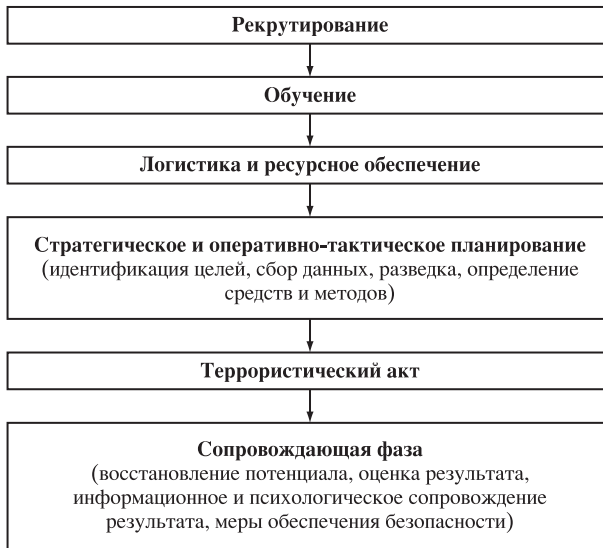 Рекрутирование
Обучение
Логистика и ресурсное обеспечение
Стратегическое и оперативно-тактическое планирование
(идентификация целей, сбор данных, разведка, определение
средств и методов)
Террористический акт
Сопровождающая фаза
(восстановление потенциала, оценка результата,
информационное и психологическое сопровождение
результата, меры обеспечения безопасности)